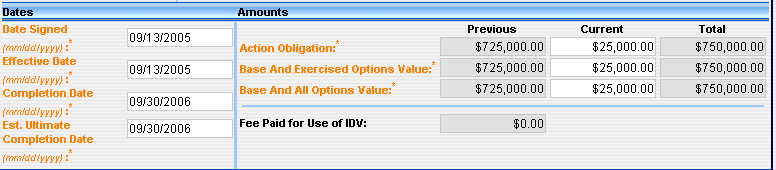 Dates
Date Signed
(mm/dd/yyyy) :*
09/13/2005
Effective Date
(mm/dd/yyyy) :*
09/13/2005
Completion Date
(mm/dd/yyyy) :*
09/30/2006
Est. Ultimate
Completion Date
(mm/dd/yyyy) :*
09/30/2006
Amounts
Previous Current Total
Action Obligation:* $725,000.00 $25,000.00 $750,000.00
Base And Exercised Options Value:* $725,000.00 $25,000.00 $750,000.00
Base And All Options Value:* $725,000.00 $25,000.00 $750,000.00
Fee Paid for Use of IDV: $0.00